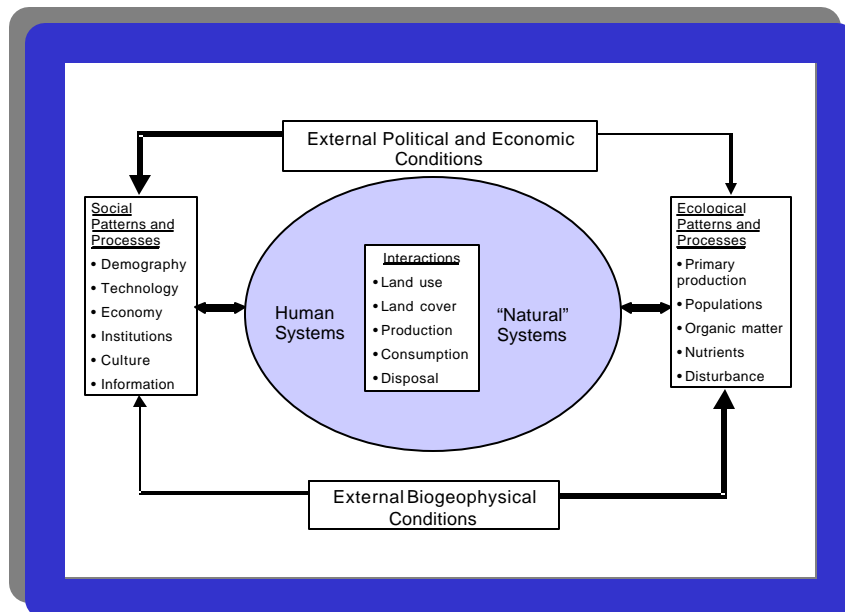 External Political and Economic
Conditions
Social
Patterns and
Processes
• Demography
• Technology
• Economy
• Institutions
• Culture
• Information
Human
Systems
Interactions
• Land use
• Land cover
• Production
• Consumption
• Disposal
“Natural”
Systems
Ecological
Patterns and
Processes
• Primary
production
• Populations
• Organic matter
• Nutrients
• Disturbance
External Biogeophysical
Conditions